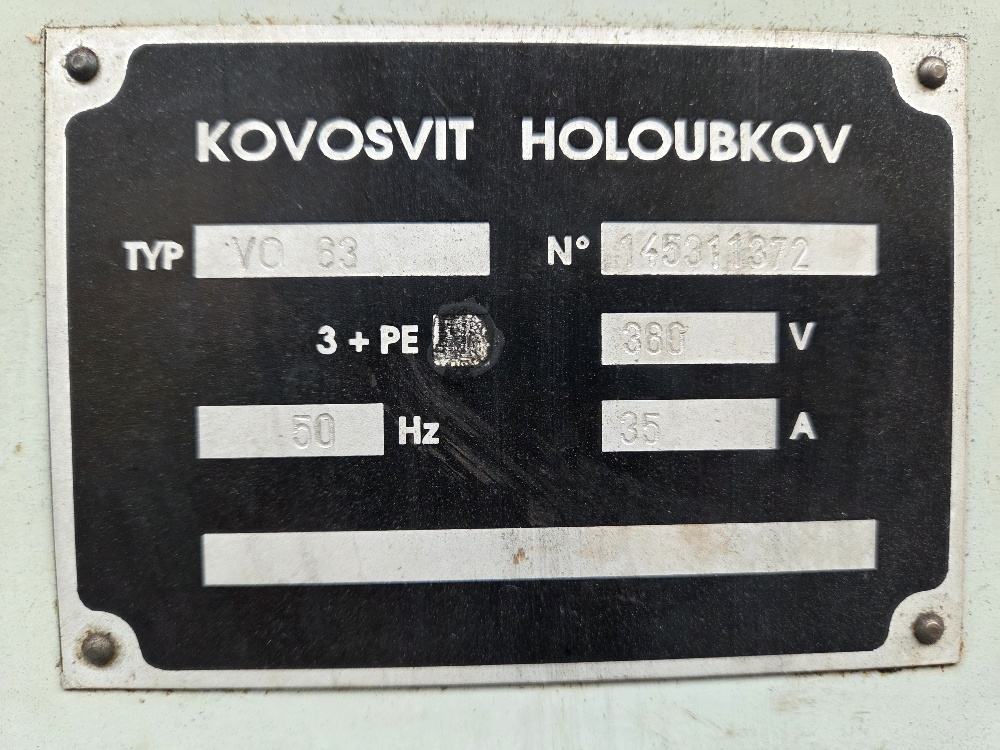 KOVOSVIT HOLOUBKOV
TYP VO 63 N° 145311372
3 + PE 380 V
50 Hz 35 A